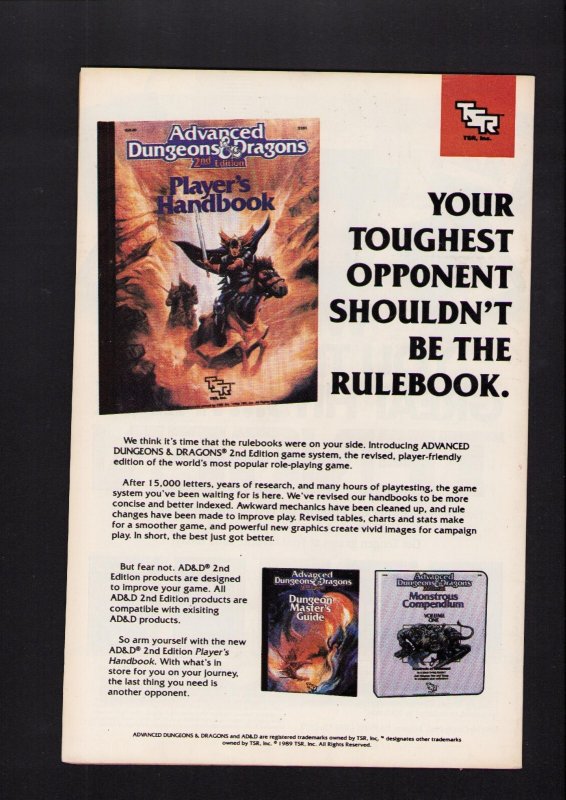 TSR
TSR, Inc.
Advanced
Dungeons & Dragons
2nd Edition
Player's
Handbook
TSR
TSR, Inc.
YOUR
TOUGHEST
OPPONENT
SHOULDN'T
BE THE
RULEBOOK.
We think it's time that the rulebooks were on your side. Introducing ADVANCED
DUNGEONS & DRAGONS® 2nd Edition game system, the revised, player-friendly
edition of the world's most popular role-playing game.
After 15,000 letters, years of research, and many hours of playtesting, the game
system you've been waiting for is here. We've revised our handbooks to be more
concise and better indexed. Awkward mechanics have been cleaned up, and rule
changes have been made to improve play. Revised tables, charts and stats make
for a smoother game, and powerful new graphics create vivid images for campaign
play. In short, the best just got better.
But fear not. AD&D® 2nd
Edition products are designed
to improve your game. All
AD&D 2nd Edition products are
compatible with exisiting
AD&D products.
So arm yourself with the new
AD&D® 2nd Edition Player's
Handbook. With what's in
store for you on your journey,
the last thing you need is
another opponent.
Advanced
Dungeons & Dragons
Dungeon
Master's
Guide
Advanced
Dungeons & Dragons
Monstrous
Compendium
VOLUME
ONE
TSR
ADVANCED DUNGEONS & DRAGONS and AD&D are registered trademarks owned by TSR, Inc, ™ designates other trademarks
owned by TSR, Inc. © 1989 TSR, Inc. All Rights Reserved.